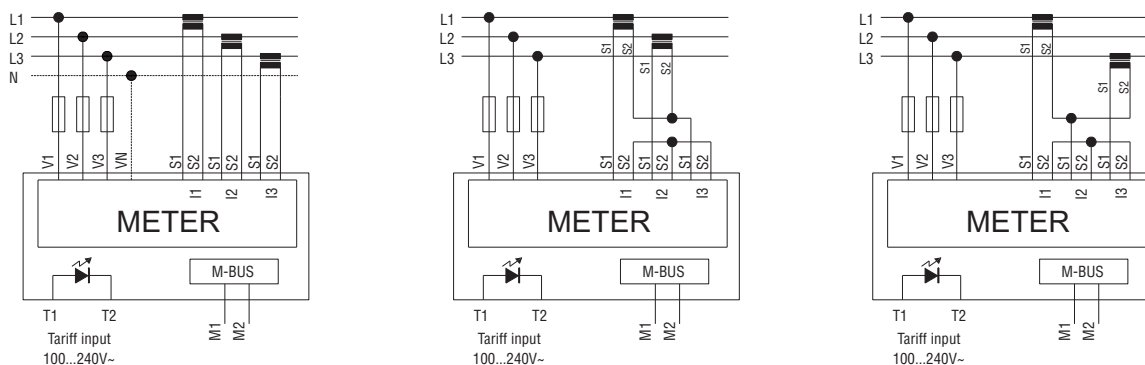 L1
L2
L3
N
V1 V2 V3 VN S1 S2 S1 S2 S1 S2
I1 I2 I3
METER
M-BUS
T1 T2
M1 M2
Tariff input
100...240V~
L1
L2
L3
S1 S2
S1 S2
V1 V2 V3 S1 S2 S1 S2 S1 S2
I1 I2 I3
METER
M-BUS
T1 T2
M1 M2
Tariff input
100...240V~
L1
L2
L3
S1 S2
S1 S2
V1 V2 V3 S1 S2 S1 S2 S1 S2
I1 I2 I3
METER
M-BUS
T1 T2
M1 M2
Tariff input
100...240V~